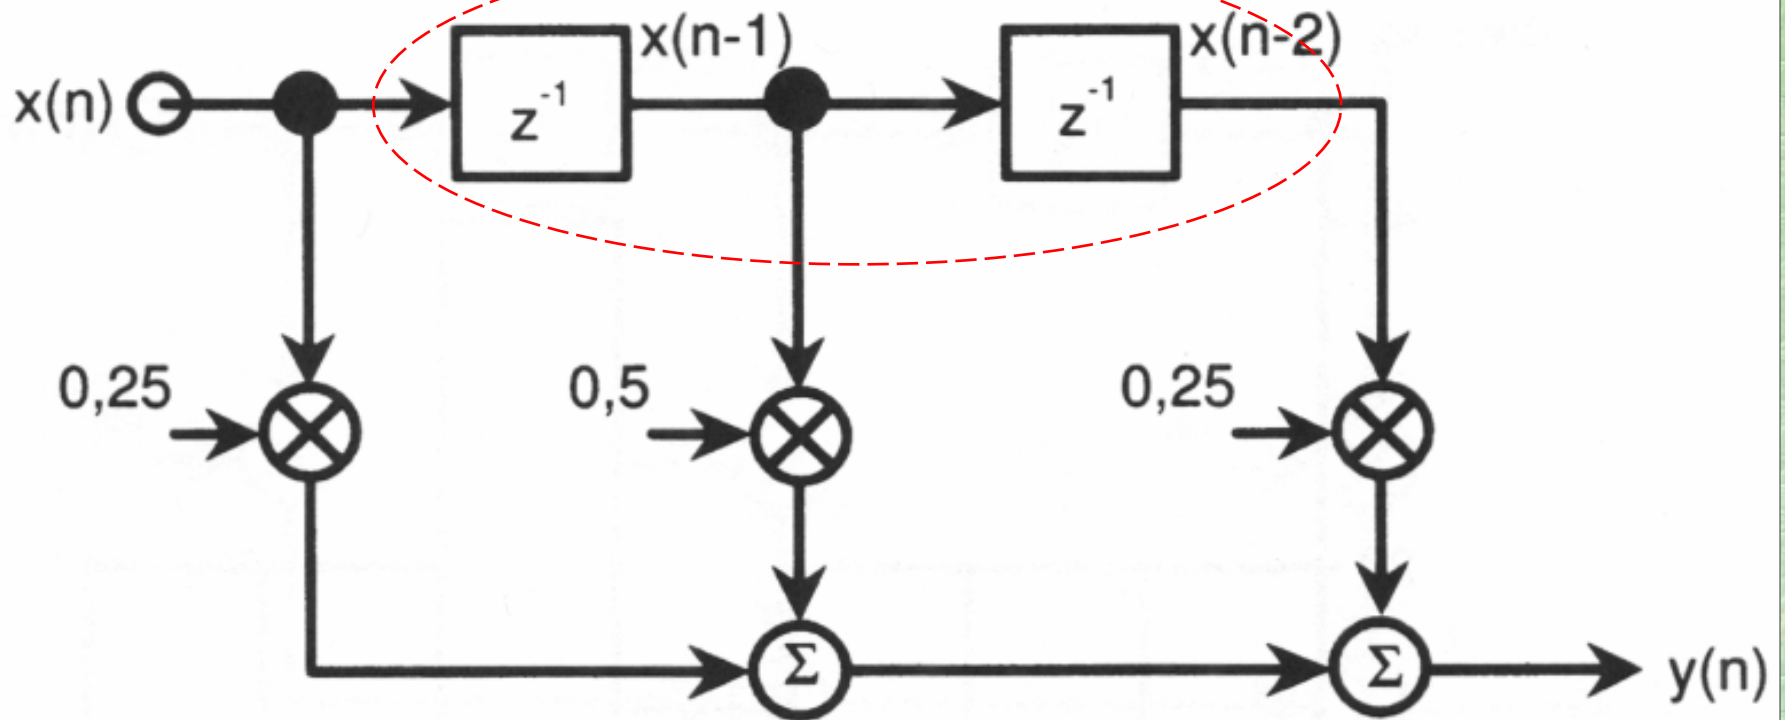 x(n-1)
x(n-2)
x(n)
z⁻¹
z⁻¹
0,25
0,5
0,25
Σ
Σ
y(n)